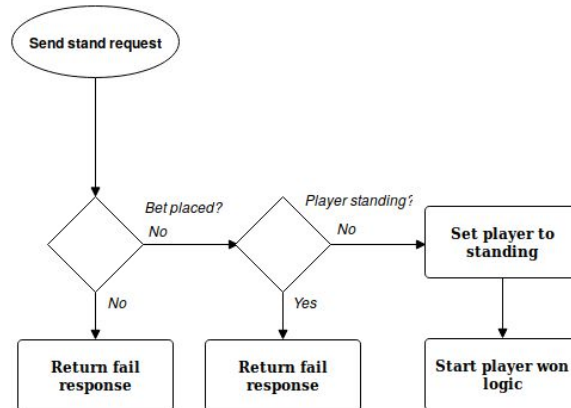 Send stand request
Bet placed?
Player standing?
No
No
Set player to
standing
No
Yes
Return fail
response
Return fail
response
Start player won
logic